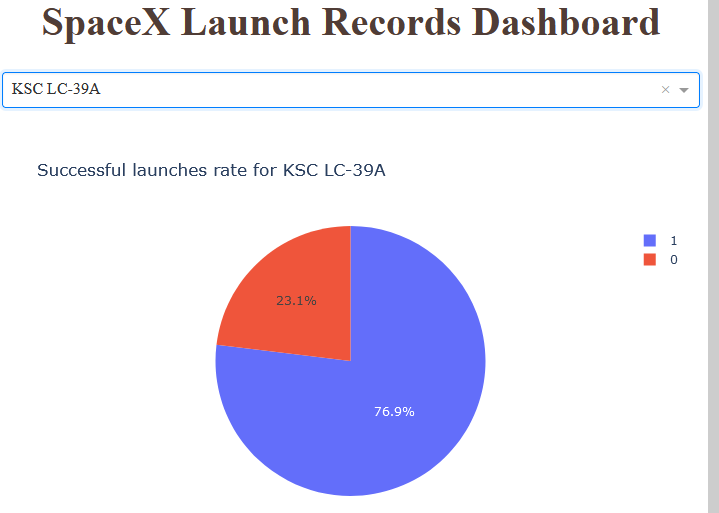 SpaceX Launch Records Dashboard
KSC LC-39A
Successful launches rate for KSC LC-39A
1
0
23.1%
76.9%